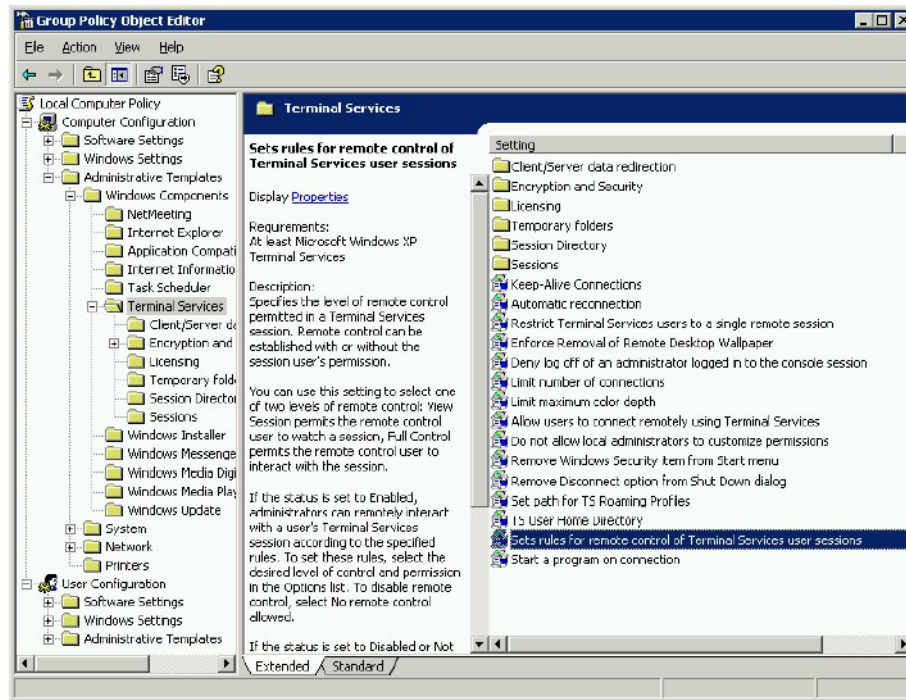 Group Policy Object Editor
File Action View Help
Local Computer Policy
Computer Configuration
Software Settings
Windows Settings
Administrative Templates
Windows Components
NetMeeting
Internet Explorer
Application Compati
Internet Informatio
Task Scheduler
Terminal Services
Client/Server da
Encryption and
Licensing
Temporary folde
Session Director
Sessions
Windows Installer
Windows Messenge
Windows Media Digi
Windows Media Play
Windows Update
System
Network
Printers
User Configuration
Software Settings
Windows Settings
Administrative Templates
Terminal Services
Sets rules for remote control of
Terminal Services user sessions
Display Properties
Requirements:
At least Microsoft Windows XP
Terminal Services
Description:
Specifies the level of remote control
permitted in a Terminal Services
session. Remote control can be
established with or without the
session user's permission.
You can use this setting to select one
of two levels of remote control: View
Session permits the remote control
user to watch a session, Full Control
permits the remote control user to
interact with the session.
If the status is set to Enabled,
administrators can remotely interact
with a user's Terminal Services
session according to the specified
rules. To set these rules, select the
desired level of control and permission
in the Options list. To disable remote
control, select No remote control
allowed.
If the status is set to Disabled or Not
Setting
Client/Server data redirection
Encryption and Security
Licensing
Temporary folders
Session Directory
Sessions
Keep-Alive Connections
Automatic reconnection
Restrict Terminal Services users to a single remote session
Enforce Removal of Remote Desktop Wallpaper
Deny log off of an administrator logged in to the console session
Limit number of connections
Limit maximum color depth
Allow users to connect remotely using Terminal Services
Do not allow local administrators to customize permissions
Remove Windows Security item from Start menu
Remove Disconnect option from Shut Down dialog
Set path for TS Roaming Profiles
TS User Home Directory
Sets rules for remote control of Terminal Services user sessions
Start a program on connection
Extended Standard